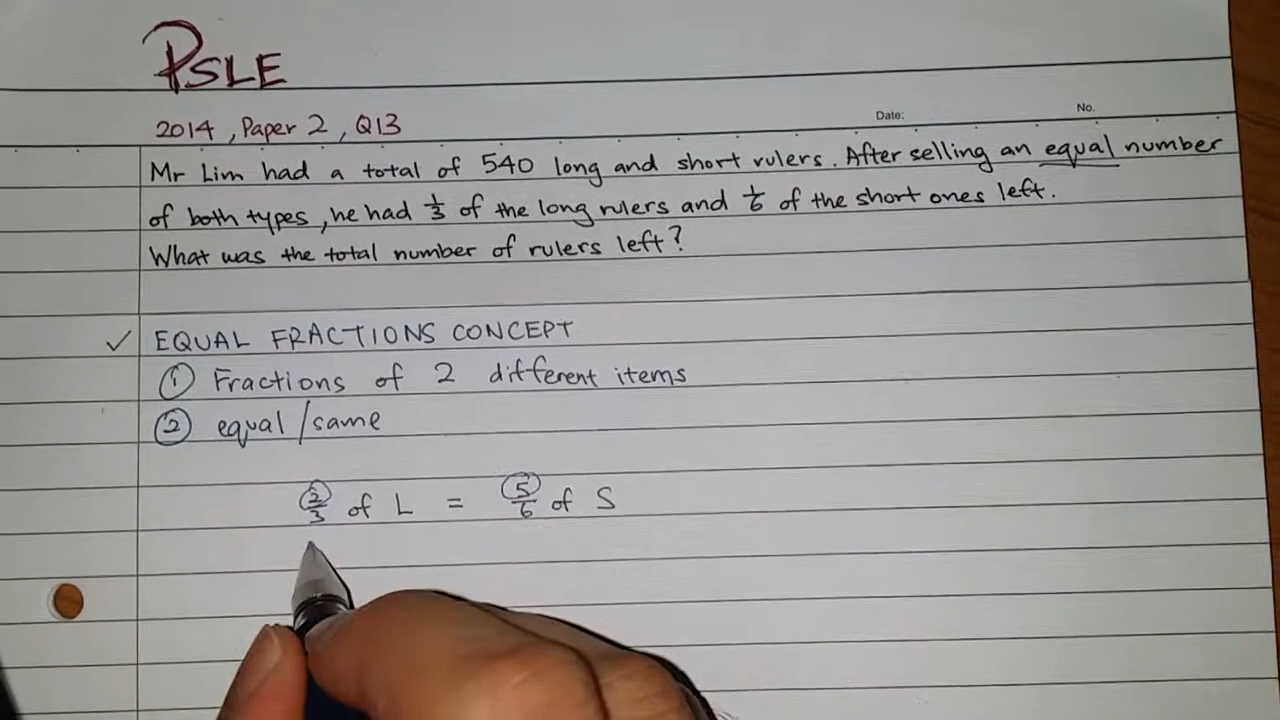 PSLE
2014, Paper 2, Q13
Date:
No.
Mr Lim had a total of 540 long and short rulers. After selling an equal number
of both types, he had 1/3 of the long rulers and 1/6 of the short ones left.
What was the total number of rulers left?
✓ EQUAL FRACTIONS CONCEPT
① Fractions of 2 different items
② equal/same
2/3 of L = 5/6 of S